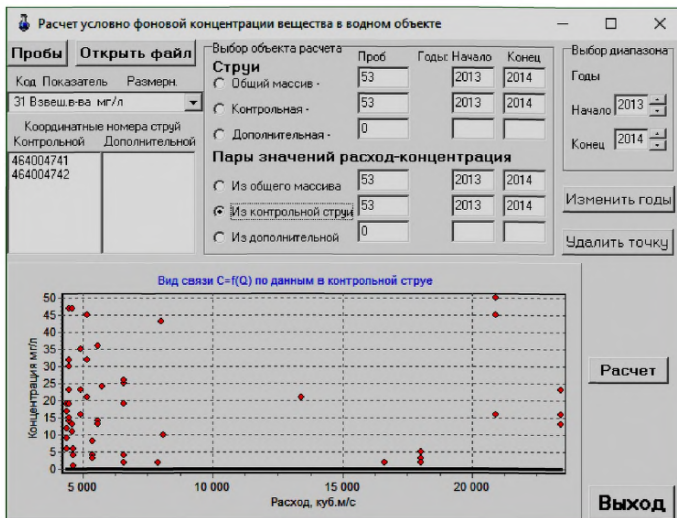 Расчет условно фоновой концентрации вещества в водном объекте
Пробы
Открыть файл
Код Показатель Размерн.
31 Взвеш.в-ва мг/л
Координатные номера струй
Контрольной Дополнительной
464004741
464004742
Выбор объекта расчета
Проб Годы: Начало Конец
Струи
Общий массив - 53 2013 2014
Контрольная - 53 2013 2014
Дополнительная - 0
Пары значений расход-концентрация
Из общего массива 53 2013 2014
Из контрольной струи 53 2013 2014
Из дополнительной 0
Выбор диапазона
Годы
Начало 2013
Конец 2014
Изменить годы
Удалить точку
Вид связи C=f(Q) по данным в контрольной струе
Концентрация мг/л
50
45
40
35
30
25
20
15
10
5
0
5 000 10 000 15 000 20 000
Расход, куб.м/с
Расчет
Выход